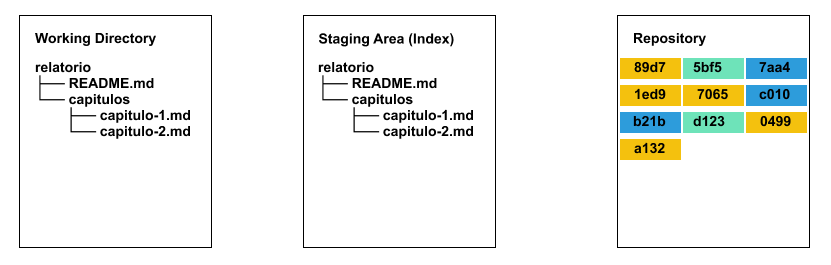 Working Directory
relatorio
README.md
capitulos
capitulo-1.md
capitulo-2.md
Staging Area (Index)
relatorio
README.md
capitulos
capitulo-1.md
capitulo-2.md
Repository
89d7 5bf5 7aa4
1ed9 7065 c010
b21b d123 0499
a132